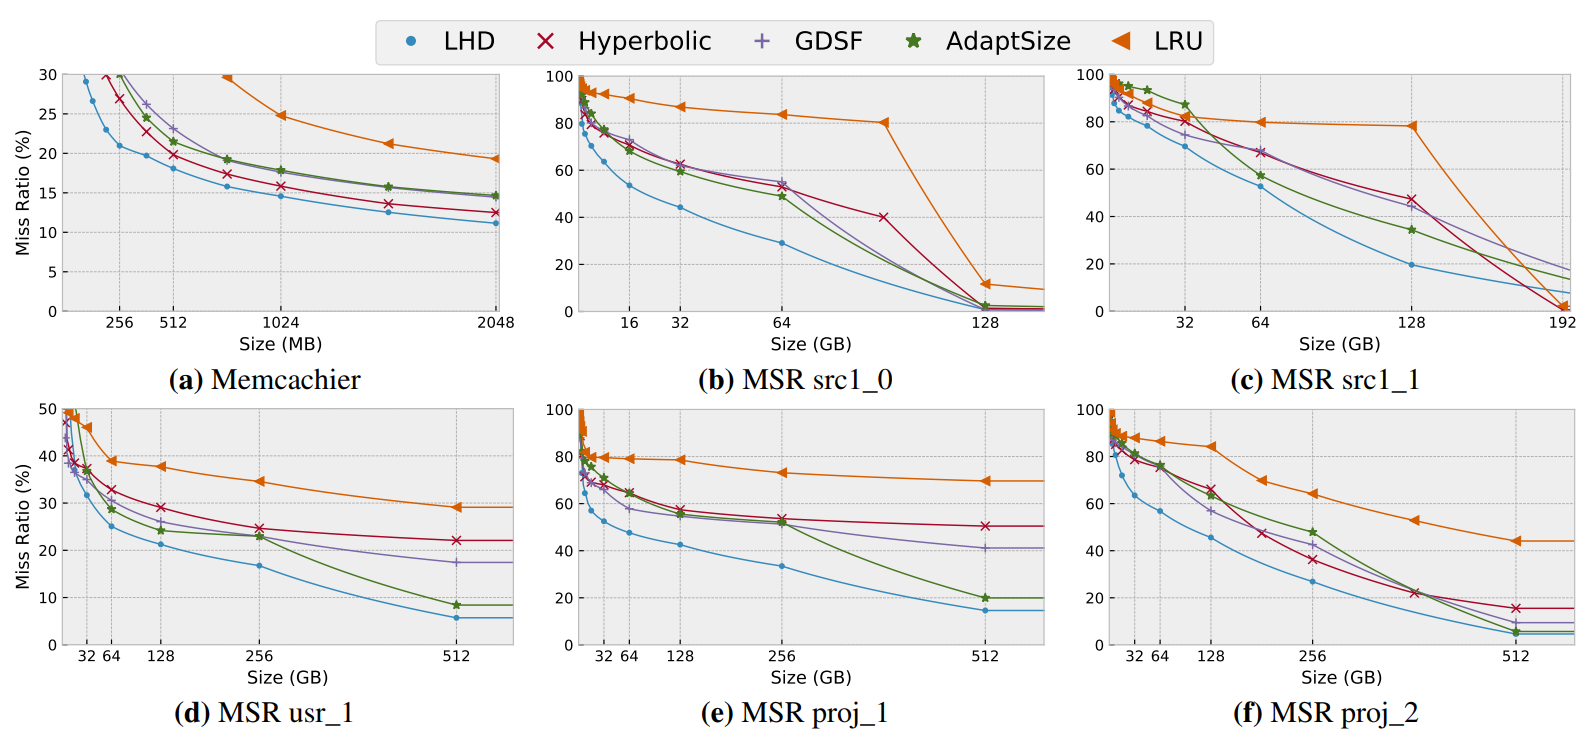 LHD Hyperbolic GDSF AdaptSize LRU
Miss Ratio (%)
30
25
20
15
10
5
0
256 512 1024 2048
Size (MB)
(a) Memcachier
100
80
60
40
20
0
16 32 64 128
Size (GB)
(b) MSR src1_0
100
80
60
40
20
0
32 64 128 192
Size (GB)
(c) MSR src1_1
Miss Ratio (%)
50
40
30
20
10
0
32 64 128 256 512
Size (GB)
(d) MSR usr_1
100
80
60
40
20
0
32 64 128 256 512
Size (GB)
(e) MSR proj_1
100
80
60
40
20
0
32 64 128 256 512
Size (GB)
(f) MSR proj_2